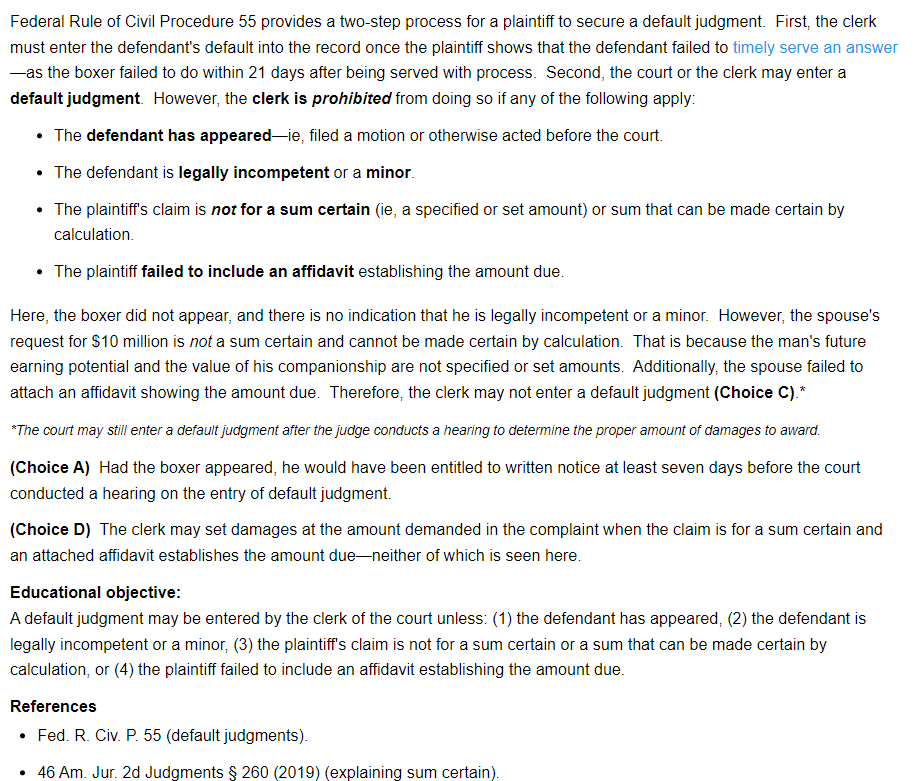 Federal Rule of Civil Procedure 55 provides a two-step process for a plaintiff to secure a default judgment.  First, the clerk
must enter the defendant's default into the record once the plaintiff shows that the defendant failed to timely serve an answer
—as the boxer failed to do within 21 days after being served with process.  Second, the court or the clerk may enter a
default judgment.  However, the clerk is prohibited from doing so if any of the following apply:
• The defendant has appeared—ie, filed a motion or otherwise acted before the court.
• The defendant is legally incompetent or a minor.
• The plaintiff's claim is not for a sum certain (ie, a specified or set amount) or sum that can be made certain by
calculation.
• The plaintiff failed to include an affidavit establishing the amount due.
Here, the boxer did not appear, and there is no indication that he is legally incompetent or a minor.  However, the spouse's
request for $10 million is not a sum certain and cannot be made certain by calculation.  That is because the man's future
earning potential and the value of his companionship are not specified or set amounts.  Additionally, the spouse failed to
attach an affidavit showing the amount due.  Therefore, the clerk may not enter a default judgment (Choice C).*
*The court may still enter a default judgment after the judge conducts a hearing to determine the proper amount of damages to award.
(Choice A)  Had the boxer appeared, he would have been entitled to written notice at least seven days before the court
conducted a hearing on the entry of default judgment.
(Choice D)  The clerk may set damages at the amount demanded in the complaint when the claim is for a sum certain and
an attached affidavit establishes the amount due—neither of which is seen here.
Educational objective:
A default judgment may be entered by the clerk of the court unless: (1) the defendant has appeared, (2) the defendant is
legally incompetent or a minor, (3) the plaintiff's claim is not for a sum certain or a sum that can be made certain by
calculation, or (4) the plaintiff failed to include an affidavit establishing the amount due.
References
• Fed. R. Civ. P. 55 (default judgments).
• 46 Am. Jur. 2d Judgments § 260 (2019) (explaining sum certain).